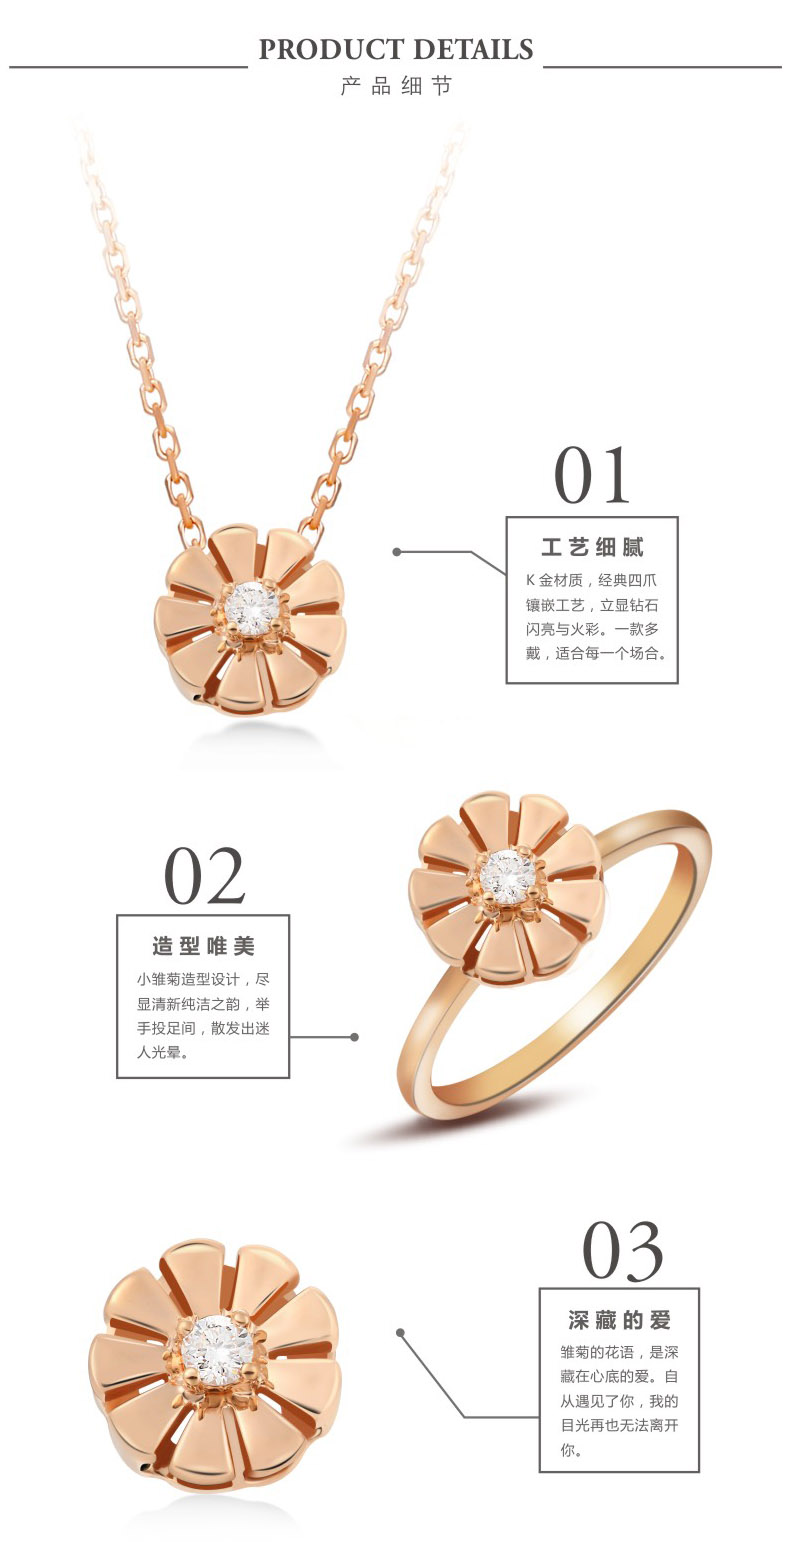 PRODUCT DETAILS
产品细节
01
工艺细腻
K金材质，经典四爪
镶嵌工艺，立显钻石
闪亮与火彩。一款多
戴，适合每一个场合。
02
造型唯美
小雏菊造型设计，尽
显清新纯洁之韵，举
手投足间，散发出迷
人光晕。
03
深藏的爱
雏菊的花语，是深
藏在心底的爱。自
从遇见了你，我的
目光再也无法离开
你。